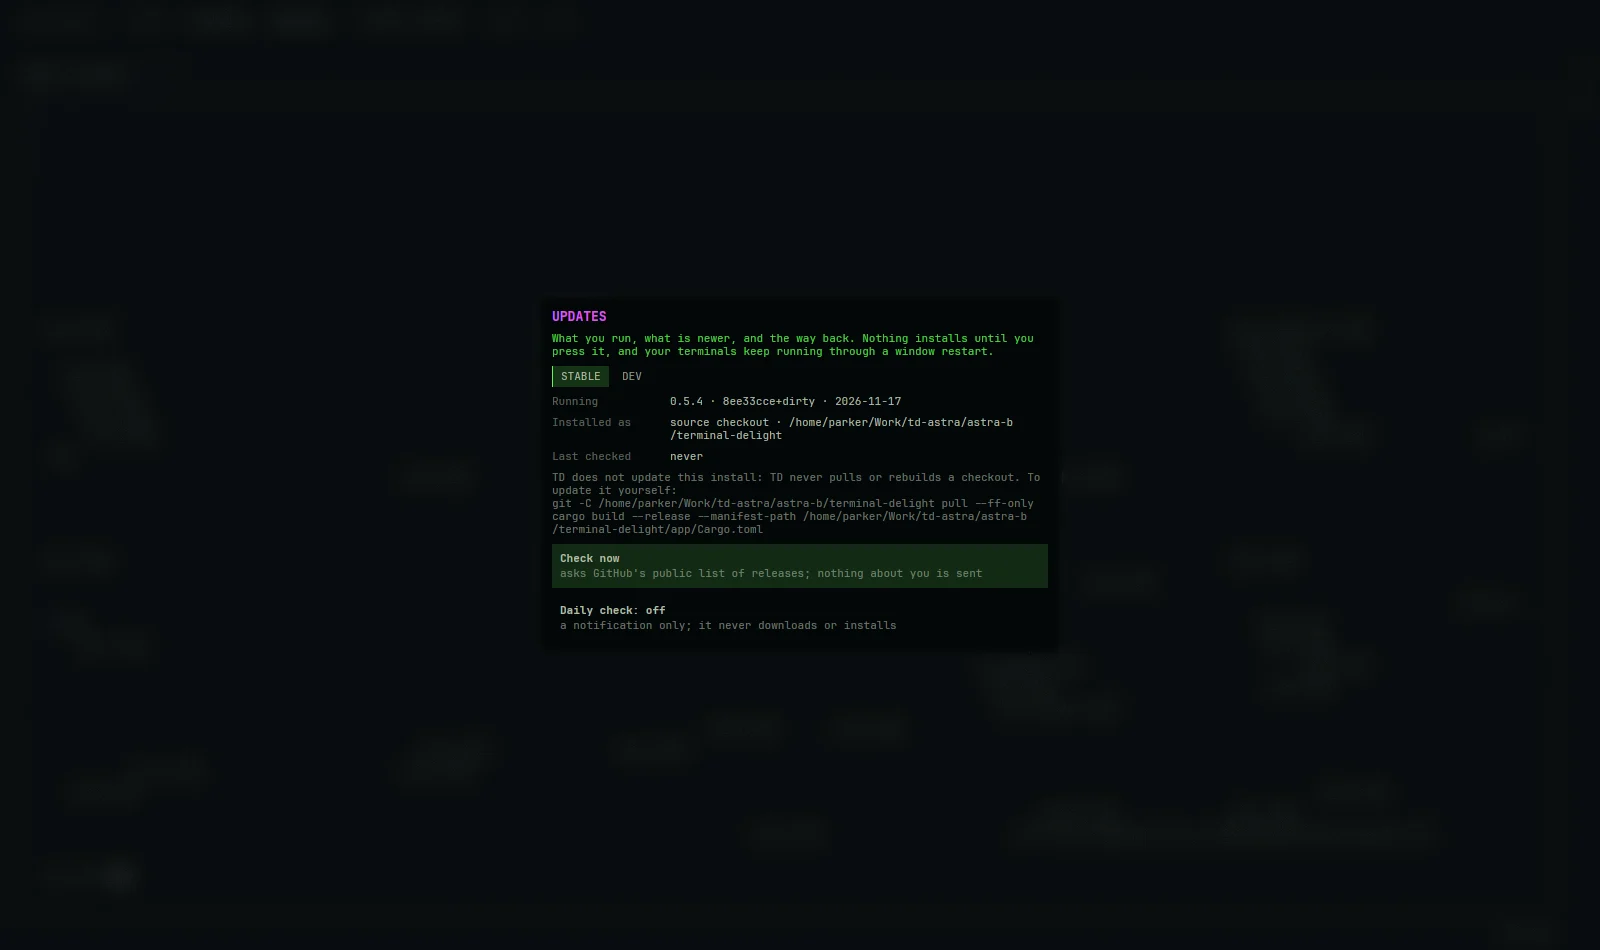 UPDATES
What you run, what is newer, and the way back. Nothing installs until you
press it, and your terminals keep running through a window restart.
STABLE DEV
Running 0.5.4 · 8ee33cce+dirty · 2026-11-17
Installed as source checkout · /home/parker/Work/td-astra/astra-b
/terminal-delight
Last checked never
TD does not update this install: TD never pulls or rebuilds a checkout. To
update it yourself:
git -C /home/parker/Work/td-astra/astra-b/terminal-delight pull --ff-only
cargo build --release --manifest-path /home/parker/Work/td-astra/astra-b
/terminal-delight/app/Cargo.toml
Check now
asks GitHub's public list of releases; nothing about you is sent
Daily check: off
a notification only; it never downloads or installs